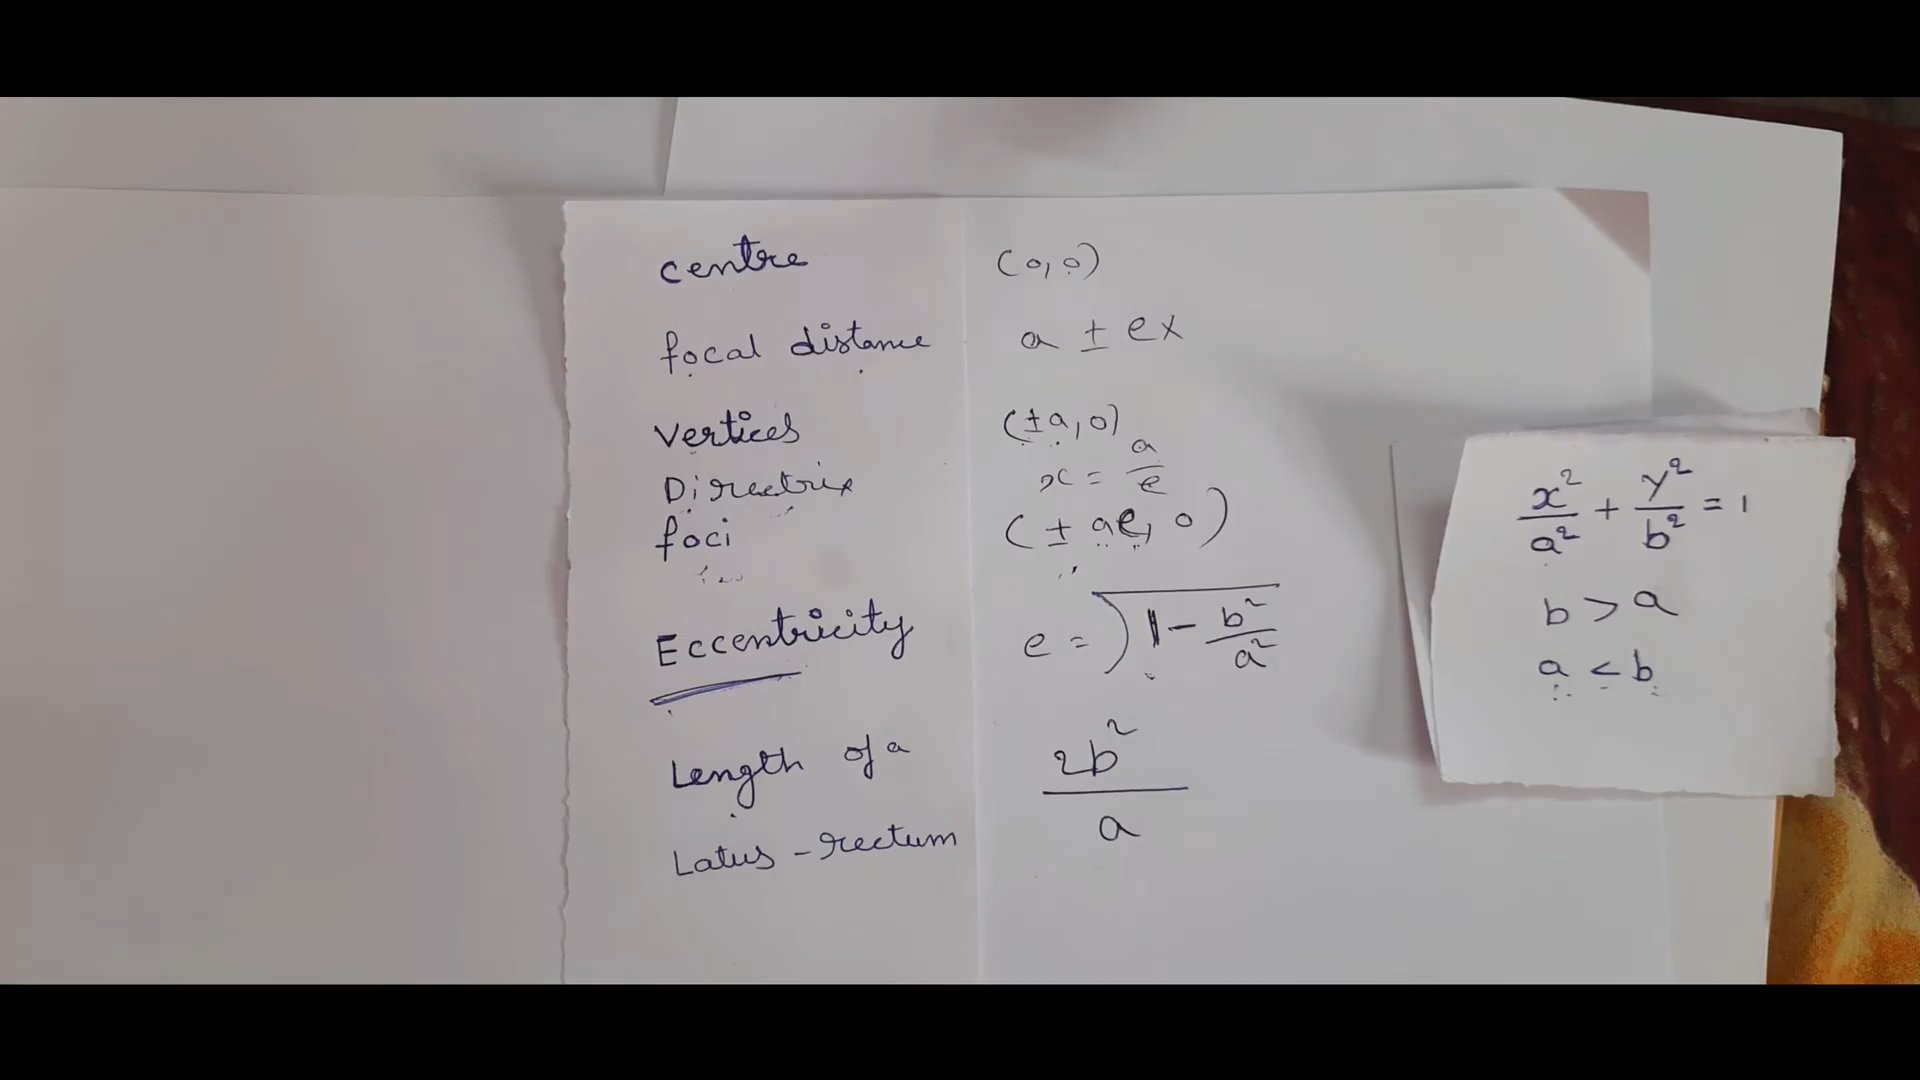 centre (0,0)
focal distance a ± ex
Vertices (±a, 0)
Directrix x = a/e
foci (± ae, 0)
Eccentricity e = √(1 - b²/a²)
Length of a 2b²/a
Latus-rectum
x²/a² + y²/b² = 1
b > a
a < b